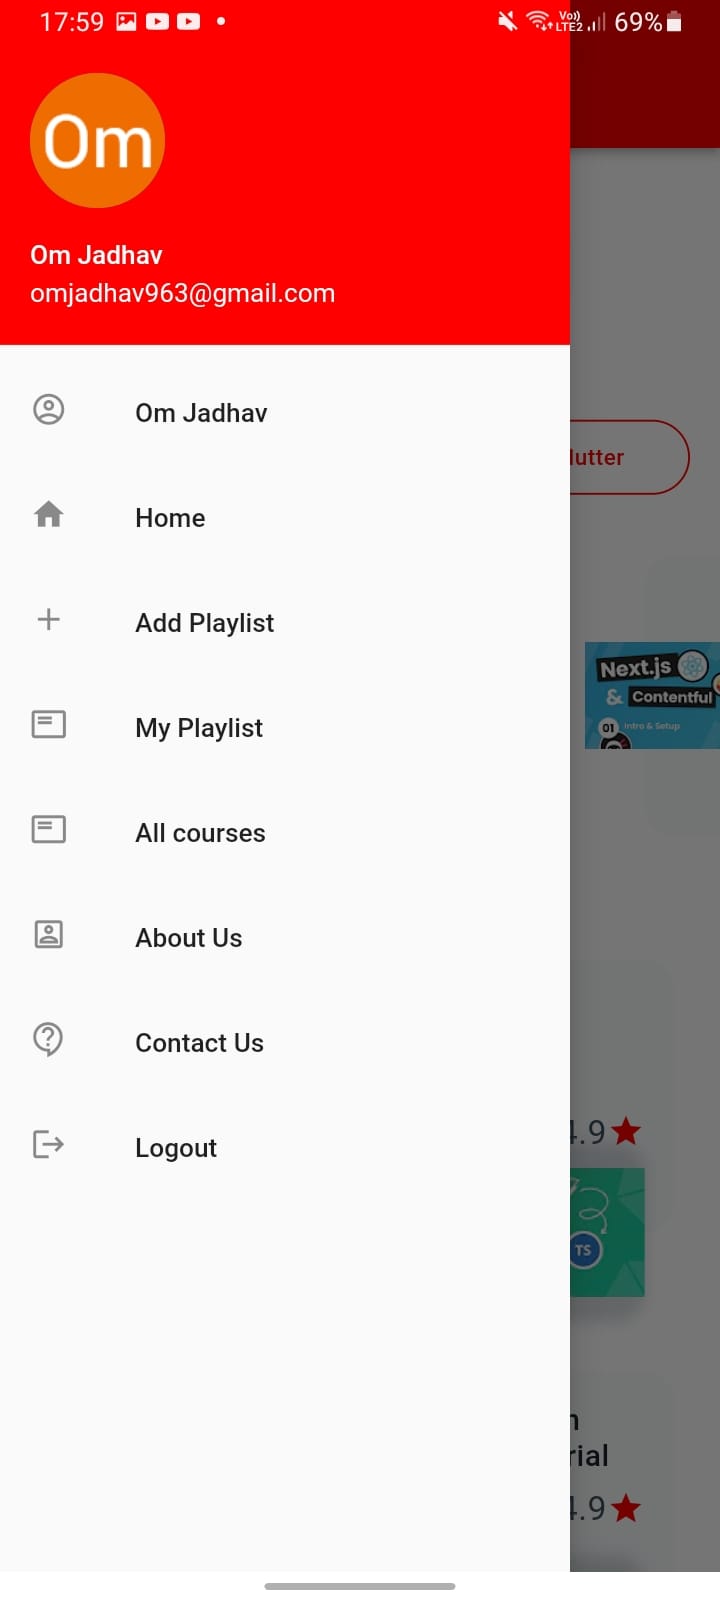 17:59
Vo))
LTE2
69%
Om
Om Jadhav
omjadhav963@gmail.com
Om Jadhav
Home
Add Playlist
My Playlist
All courses
About Us
Contact Us
Logout
lutter
Next.js
& Contentful
01 Intro & Setup
.9
TS
rial
.9